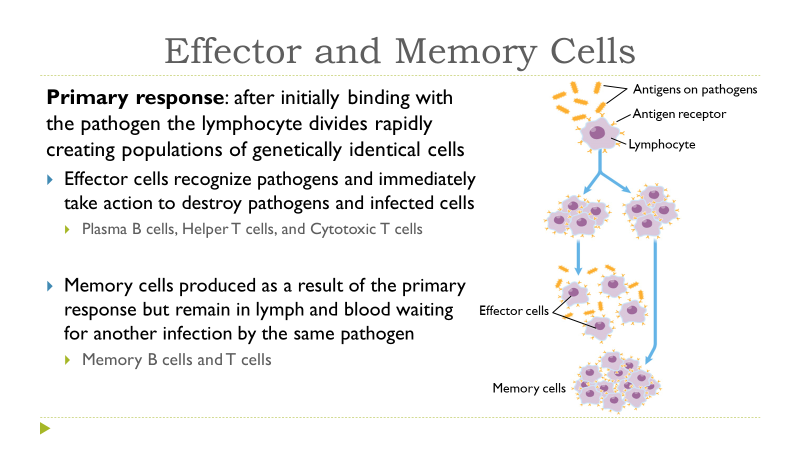 Effector and Memory Cells
Primary response: after initially binding with
the pathogen the lymphocyte divides rapidly
creating populations of genetically identical cells
Effector cells recognize pathogens and immediately
take action to destroy pathogens and infected cells
Plasma B cells, Helper T cells, and Cytotoxic T cells
Memory cells produced as a result of the primary
response but remain in lymph and blood waiting
for another infection by the same pathogen
Memory B cells and T cells
Antigens on pathogens
Antigen receptor
Lymphocyte
Effector cells
Memory cells